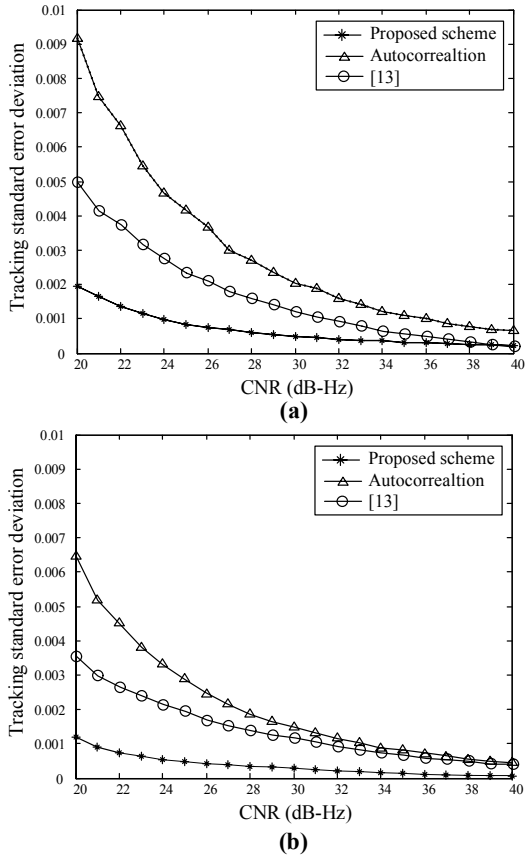 0.01
0.009
0.008
0.007
0.006
0.005
0.004
0.003
0.002
0.001
0
Tracking standard error deviation
Proposed scheme
Autocorrealtion
[13]
20 22 24 26 28 30 32 34 36 38 40
CNR (dB-Hz)
(a)
0.01
0.009
0.008
0.007
0.006
0.005
0.004
0.003
0.002
0.001
0
Tracking standard error deviation
Proposed scheme
Autocorrealtion
[13]
20 22 24 26 28 30 32 34 36 38 40
CNR (dB-Hz)
(b)